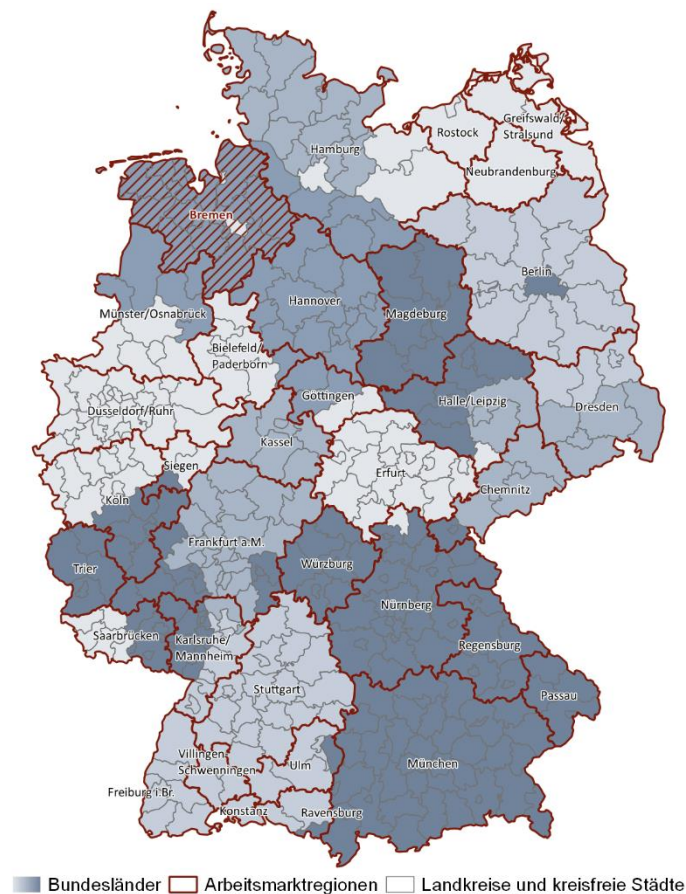 Greifswald/
Stralsund
Rostock
Hamburg
Neubrandenburg
Bremen
Berlin
Hannover
Magdeburg
Münster/Osnabrück
Bielefeld/
Paderborn
Göttingen
Halle/Leipzig
Dresden
Düsseldorf/Ruhr
Kassel
Siegen
Erfurt
Köln
Chemnitz
Frankfurt a.M.
Trier
Würzburg
Nürnberg
Saarbrücken
Karlsruhe/
Mannheim
Regensburg
Stuttgart
Passau
Villingen-
Schwenningen
Ulm
München
Freiburg i.Br.
Konstanz
Ravensburg
Bundesländer Arbeitsmarktregionen Landkreise und kreisfreie Städte